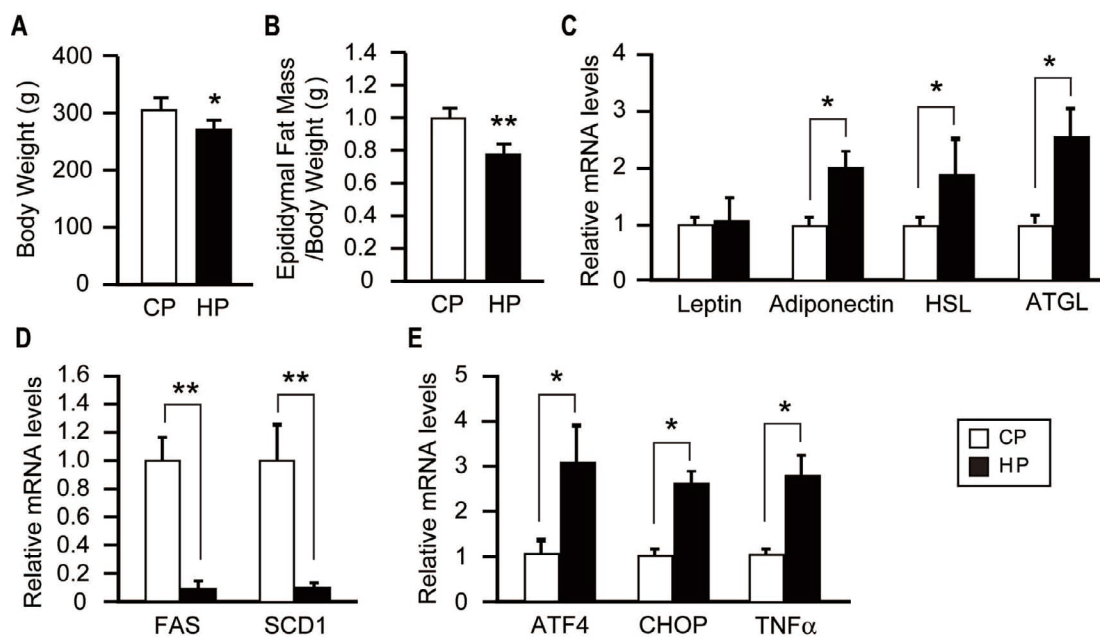 A
Body Weight (g)
400
300
200
100
0
*
CP HP
B
Epididymal Fat Mass
/Body Weight (g)
1.4
1.2
1.0
0.8
0.6
0.4
0.2
0
**
CP HP
C
Relative mRNA levels
4
3
2
1
0
* * *
Leptin Adiponectin HSL ATGL
D
Relative mRNA levels
1.6
1.4
1.2
1.0
0.8
0.6
0.4
0.2
0
** **
FAS SCD1
E
Relative mRNA levels
5
4
3
2
1
0
* * *
ATF4 CHOP TNFα
CP
HP